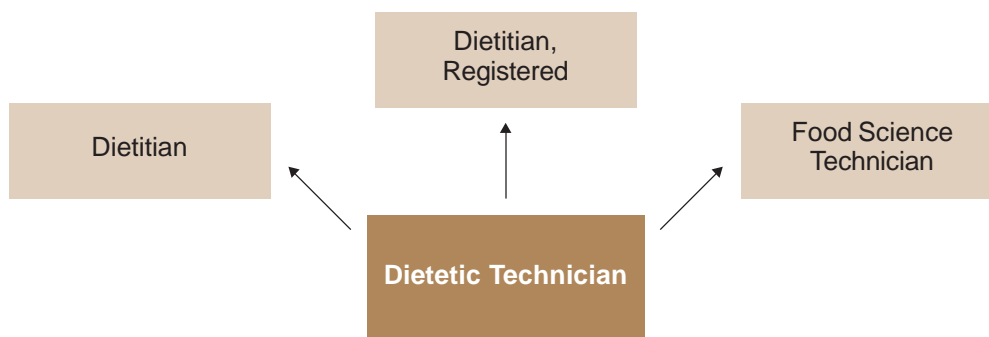 Dietitian,
Registered
Dietitian
Food Science
Technician
Dietetic Technician